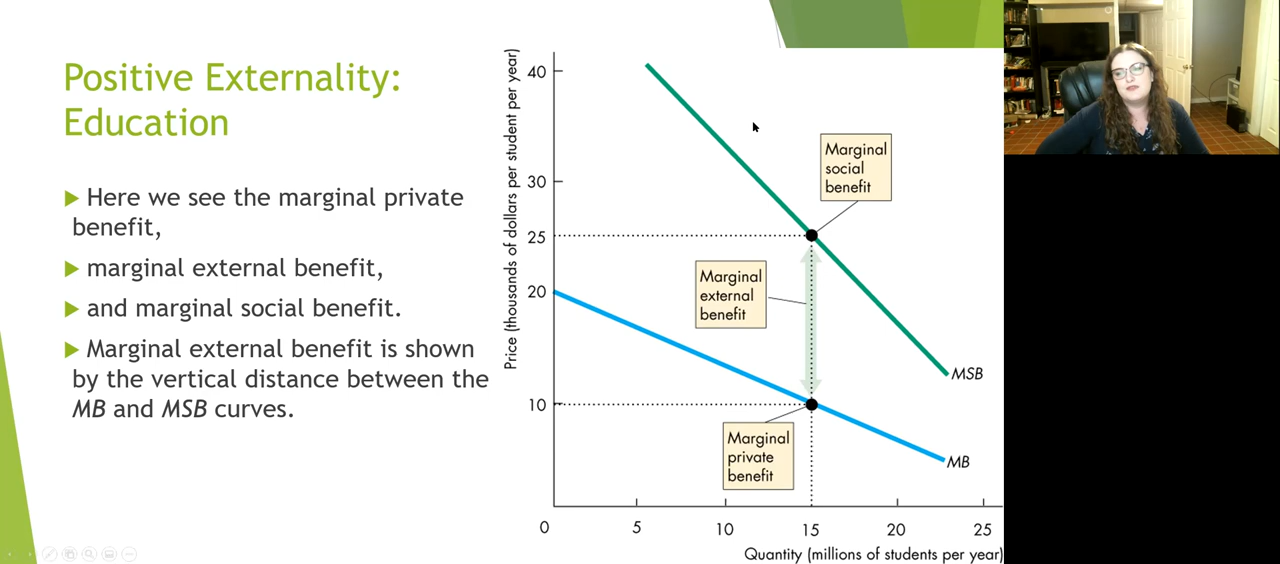 Positive Externality:
Education
Here we see the marginal private
benefit,
marginal external benefit,
and marginal social benefit.
Marginal external benefit is shown
by the vertical distance between the
MB and MSB curves.
Price (thousands of dollars per student per year)
40
30
25
20
10
Marginal
social
benefit
Marginal
external
benefit
Marginal
private
benefit
MSB
MB
0
5
10
15
20
25
Quantity (millions of students per year)